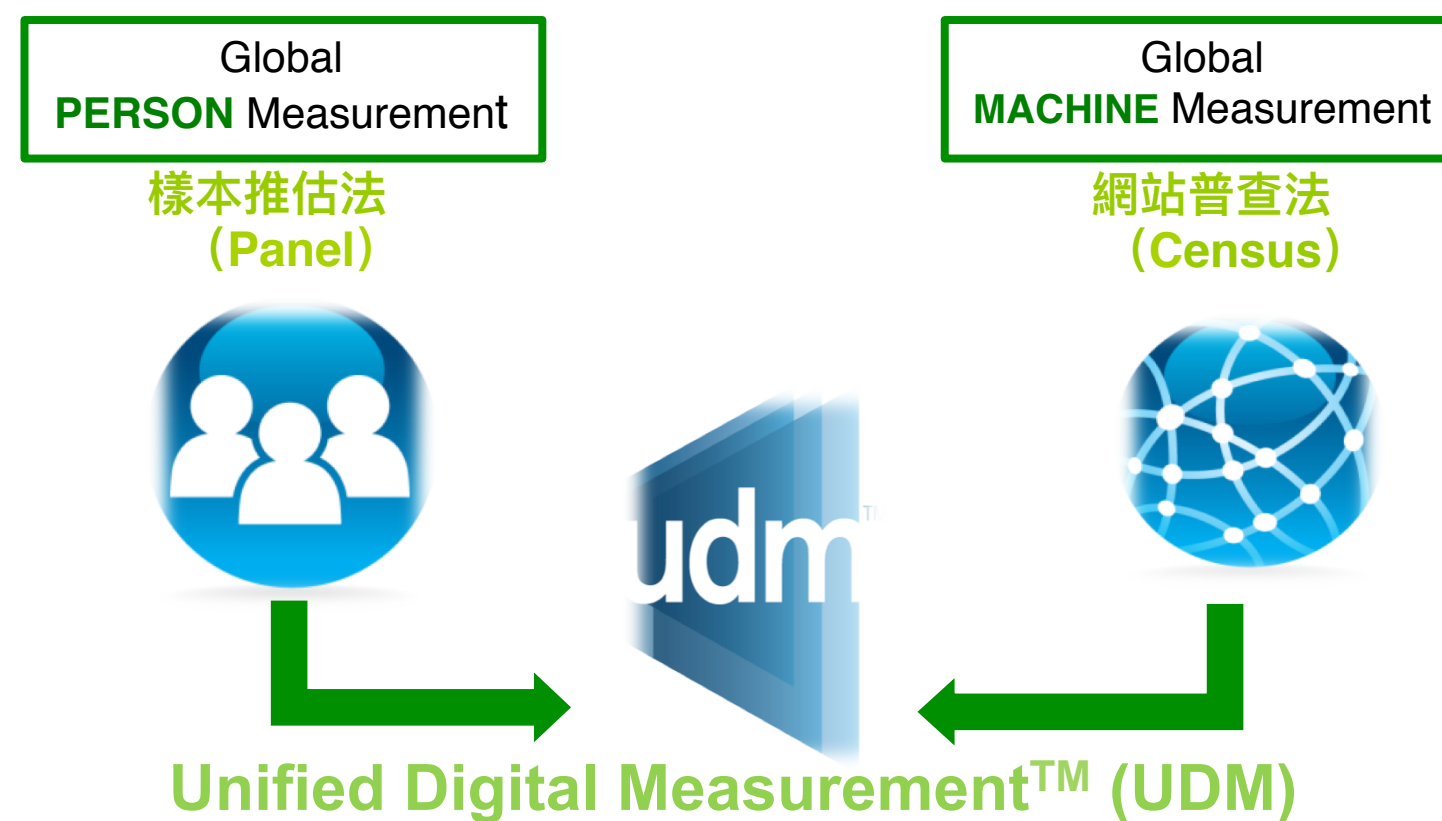 Global
PERSON Measurement
樣本推估法
（Panel）
Global
MACHINE Measurement
網站普查法
（Census）
udm™
Unified Digital Measurement™ (UDM)